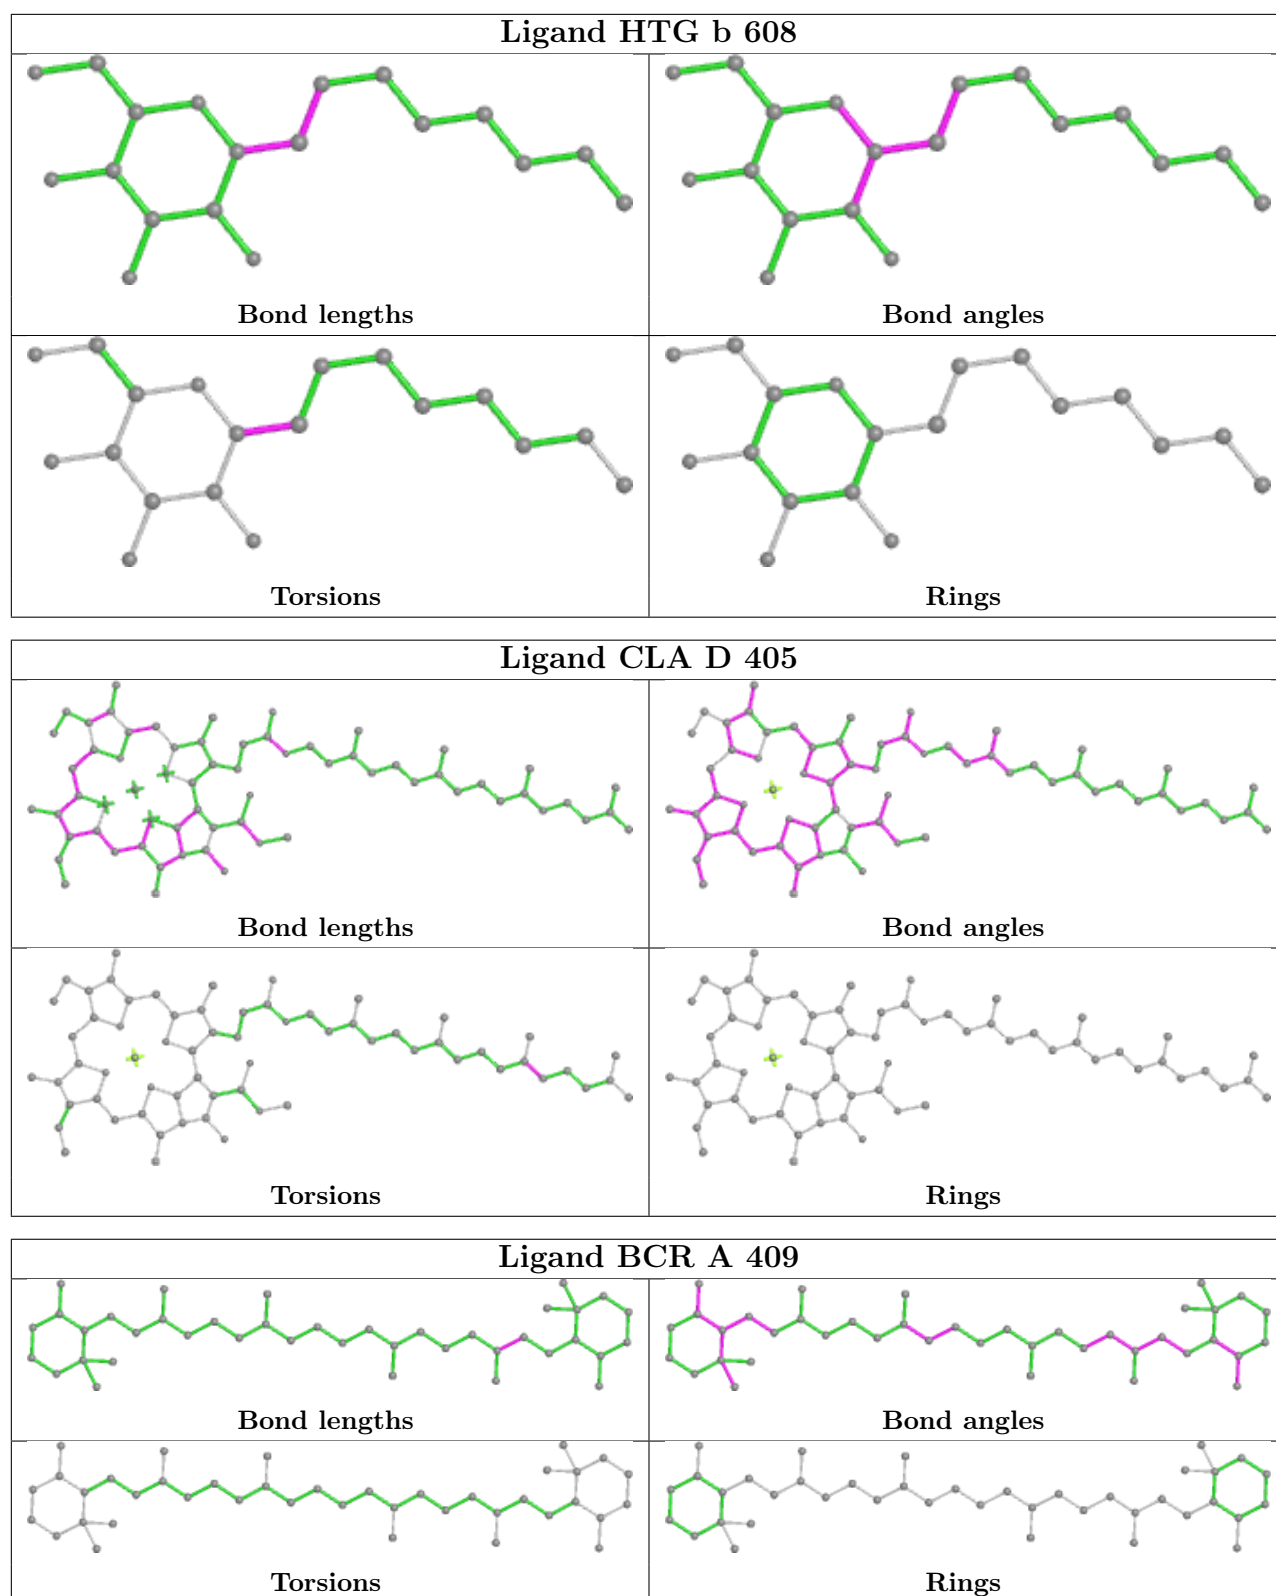 Ligand HTG b 608
Bond lengths
Bond angles
Torsions
Rings
Ligand CLA D 405
Bond lengths
Bond angles
Torsions
Rings
Ligand BCR A 409
Bond lengths
Bond angles
Torsions
Rings